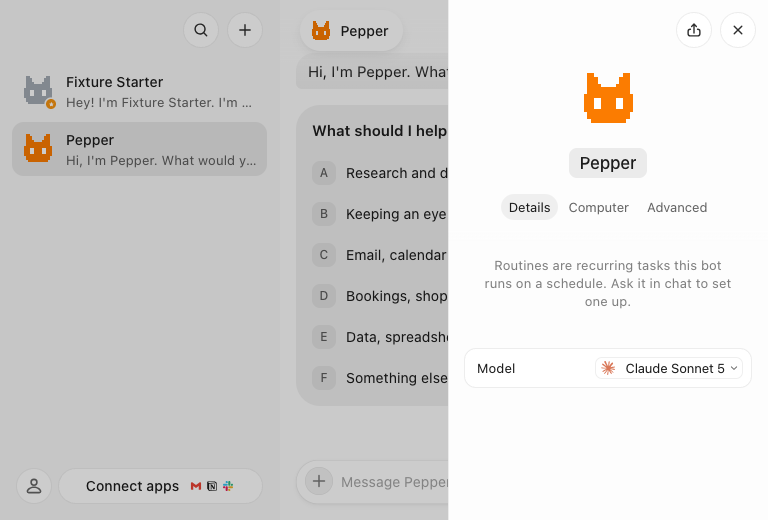 Fixture Starter
Hey! I'm Fixture Starter. I'm ...
Pepper
Hi, I'm Pepper. What would y...
Connect apps
Pepper
Hi, I'm Pepper. What
What should I help
A Research and d
B Keeping an eye
C Email, calendar
D Bookings, shop
E Data, spreadshe
F Something else
Message Pepper
Pepper
Details Computer Advanced
Routines are recurring tasks this bot
runs on a schedule. Ask it in chat to set
one up.
Model Claude Sonnet 5